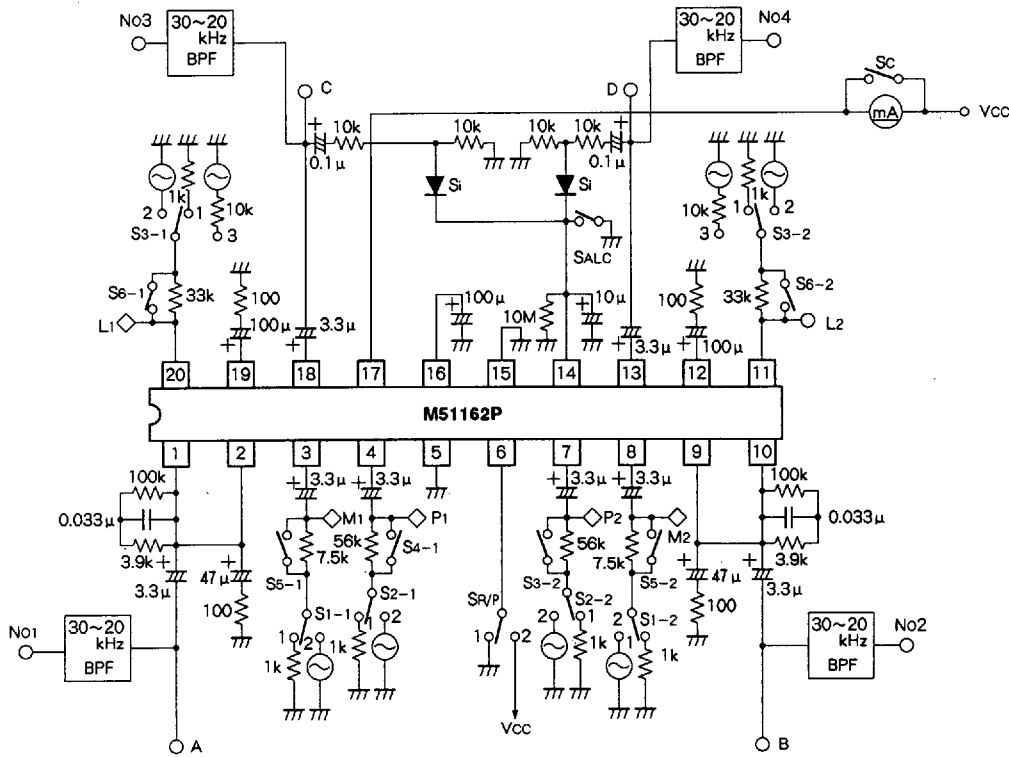 No3
30~20
kHz
BPF
No4
30~20
kHz
BPF
C
D
Sc
mA
Vcc
+
10k
10k
10k
10k
+
0.1μ
0.1μ
Si
Si
SALC
1k
2
1
10k
S3-1
3
1k
1
2
10k
3
S3-2
S6-1
33k
100
100μ
+
L1
3.3μ
+
100μ
+
10M
10μ
+
3.3μ
+
100
100μ
+
33k
S6-2
L2
20
19
18
17
16
15
14
13
12
11
M51162P
1
2
3
4
5
6
7
8
9
10
100k
0.033μ
3.9k
+
3.3μ
+
47μ
100
+
3.3μ
M1
7.5k
S5-1
+
3.3μ
P1
56k
S4-1
S1-1
1
2
1k
S2-1
1
2
1k
SR/P
1
2
Vcc
+
3.3μ
P2
56k
S3-2
S2-2
2
1
1k
+
3.3μ
M2
7.5k
S5-2
S1-2
2
1
1k
+
47μ
100
100k
0.033μ
3.9k
+
3.3μ
No1
30~20
kHz
BPF
A
30~20
kHz
BPF
No2
B